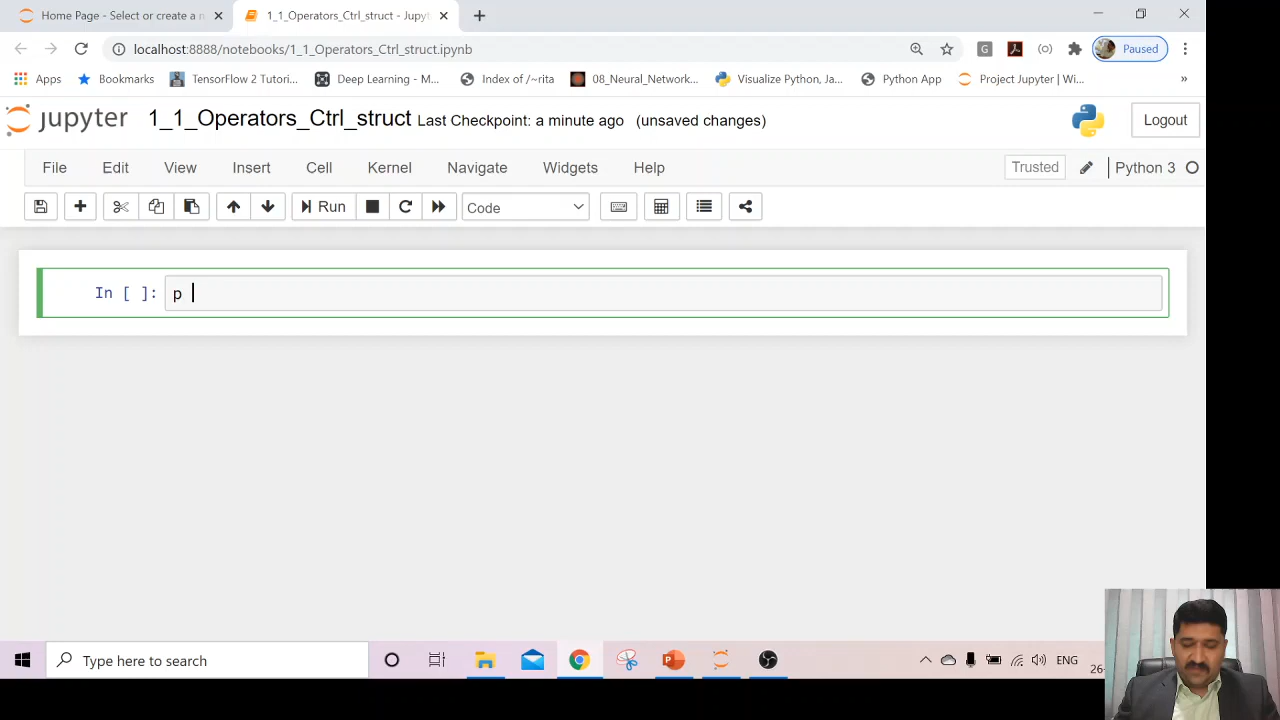 Home Page - Select or create a n
1_1_Operators_Ctrl_struct - Jupyt
localhost:8888/notebooks/1_1_Operators_Ctrl_struct.ipynb
G
Paused
Apps
Bookmarks
TensorFlow 2 Tutori...
Deep Learning - M...
Index of /~rita
08_Neural_Network...
Visualize Python, Ja...
Python App
Project Jupyter | Wi...
»
jupyter 1_1_Operators_Ctrl_struct Last Checkpoint: a minute ago (unsaved changes)
Logout
File Edit View Insert Cell Kernel Navigate Widgets Help
Trusted
Python 3
Run
Code
In [ ]: p
Type here to search
ENG
26-